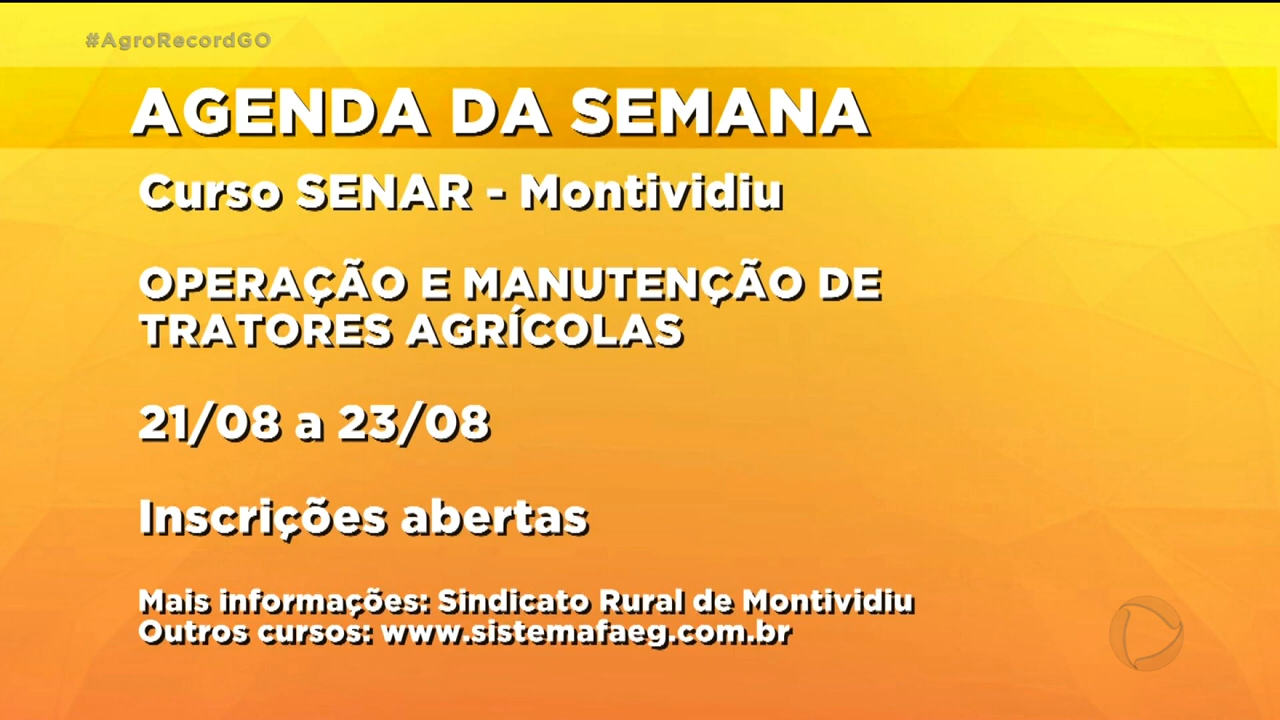 #AgroRecordGO
AGENDA DA SEMANA
Curso SENAR - Montividiu
OPERAÇÃO E MANUTENÇÃO DE
TRATORES AGRÍCOLAS
21/08 a 23/08
Inscrições abertas
Mais informações: Sindicato Rural de Montividiu
Outros cursos: www.sistemafaeg.com.br